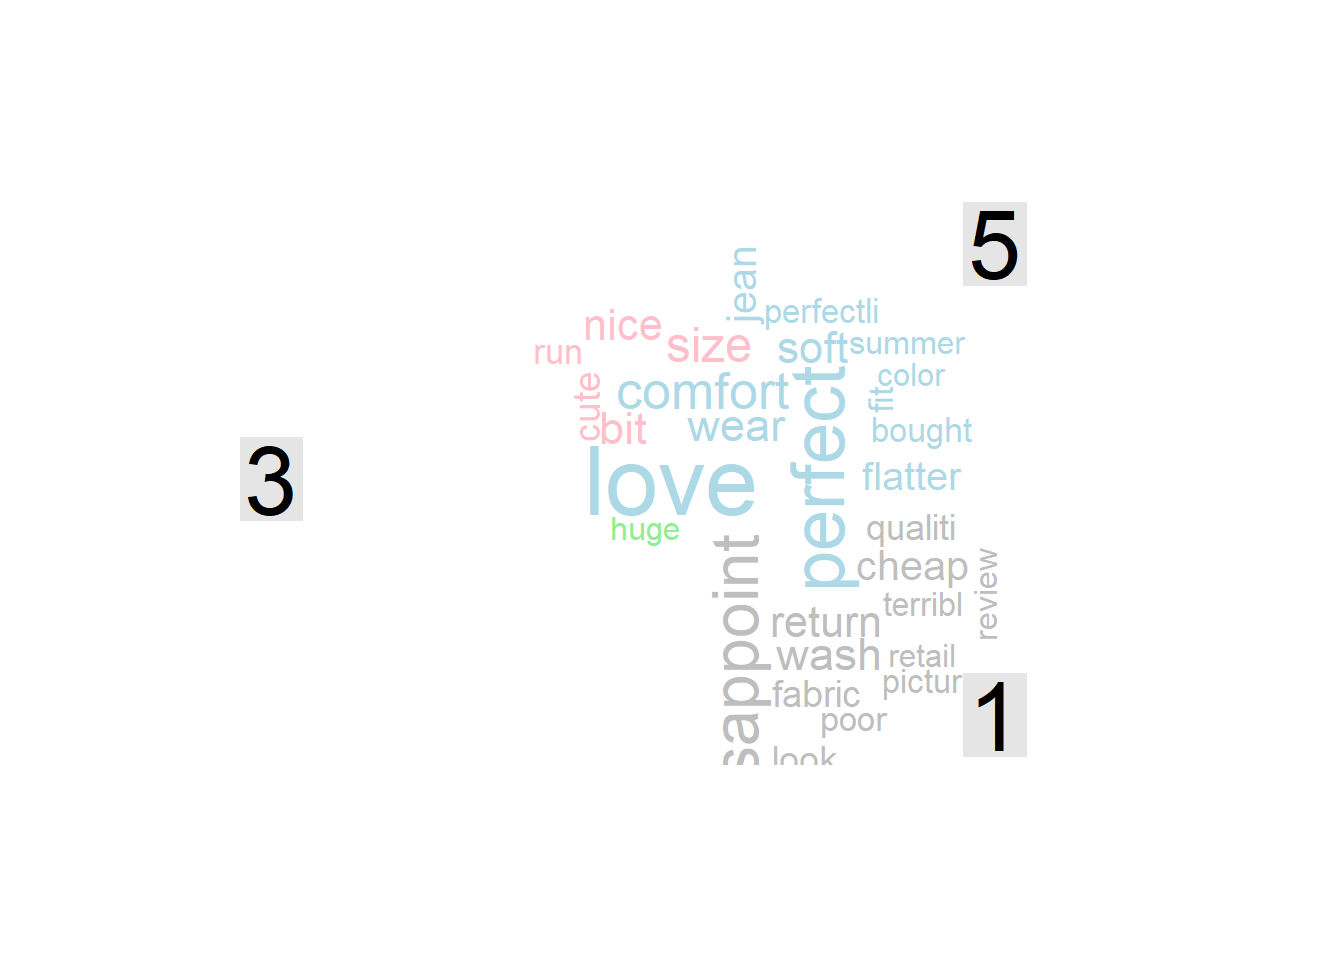 5
jean
perfectli
nice
size
soft
summer
run
color
comfort
cute
fit
bit
wear
bought
perfect
3
love
flatter
huge
qualiti
sappoint
cheap
review
terribl
return
wash
retail
pictur
fabric
poor
1
look